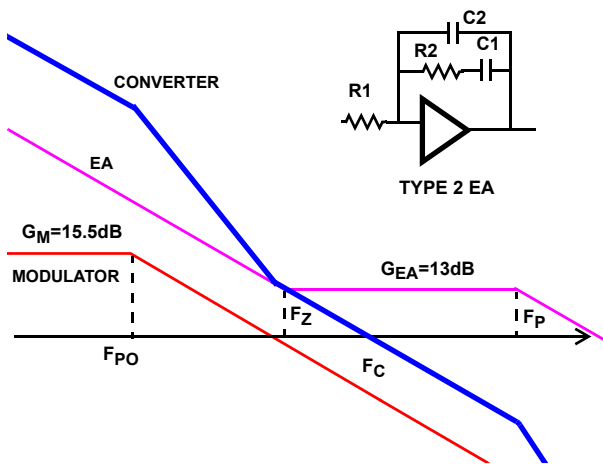 C2
C1
R2
R1
CONVERTER
EA
TYPE 2 EA
GM=15.5dB
GEA=13dB
MODULATOR
FZ
FP
FPO
FC